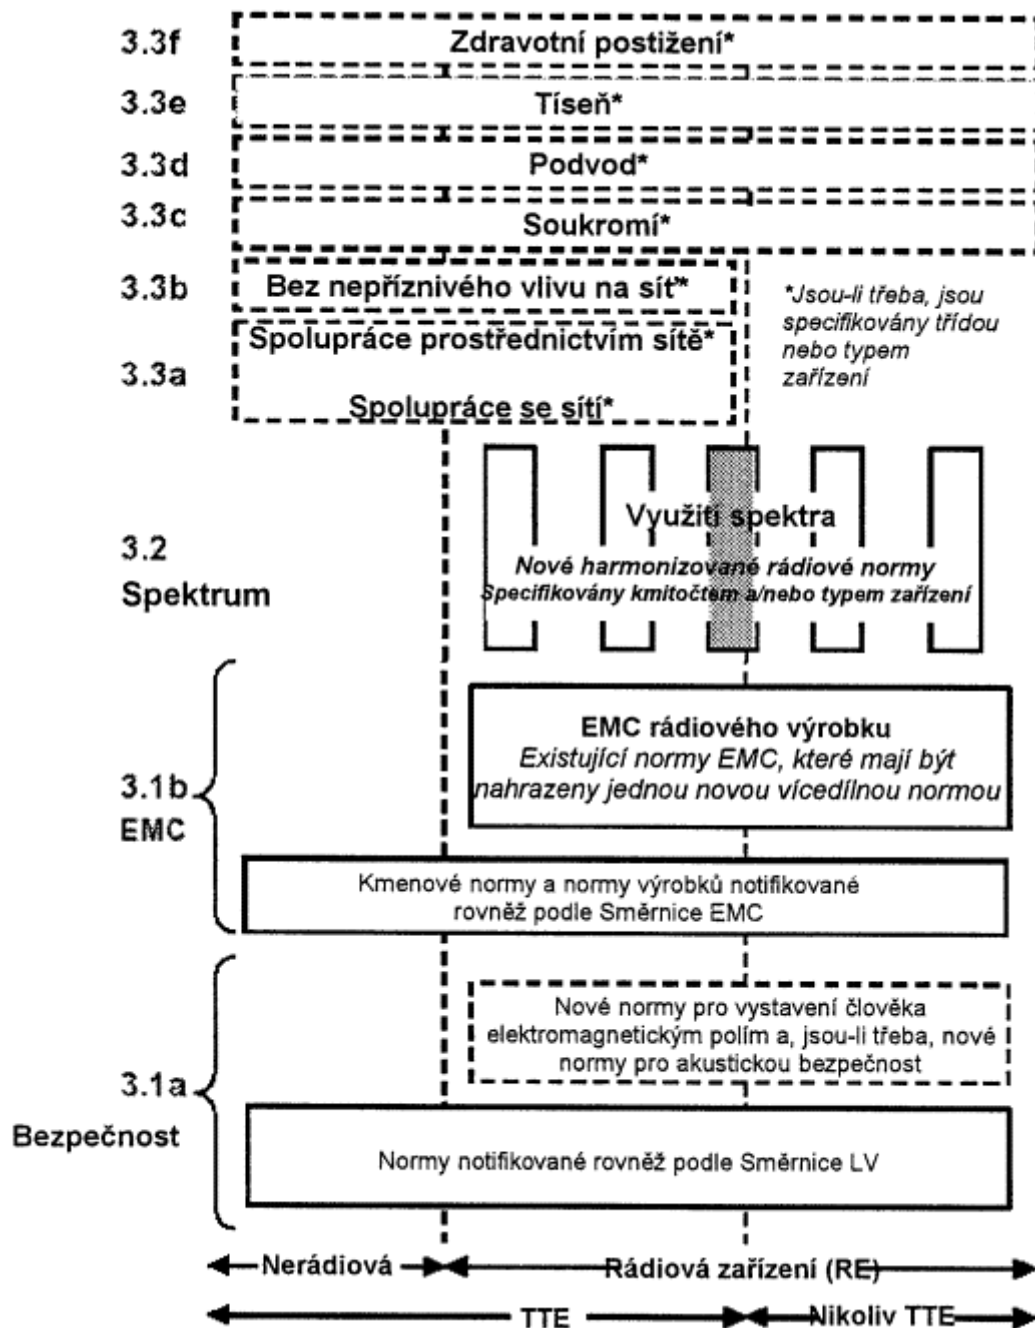 3.3f
Zdravotní postižení*
3.3e
Tíseň*
3.3d
Podvod*
3.3c
Soukromí*
3.3b
Bez nepříznivého vlivu na síť*
*Jsou-li třeba, jsou
specifikovány třídou
nebo typem
zařízení
3.3a
Spolupráce prostřednictvím sítě*
Spolupráce se sítí*
3.2
Spektrum
Využití spektra
Nové harmonizované rádiové normy
Specifikovány kmitočtem a/nebo typem zařízení
3.1b
EMC
EMC rádiového výrobku
Existující normy EMC, které mají být
nahrazeny jednou novou vícedílnou normou
Kmenové normy a normy výrobků notifikované
rovněž podle Směrnice EMC
3.1a
Bezpečnost
Nové normy pro vystavení člověka
elektromagnetickým polím a, jsou-li třeba, nové
normy pro akustickou bezpečnost
Normy notifikované rovněž podle Směrnice LV
Nerádiová
Rádiová zařízení (RE)
TTE
Nikoliv TTE